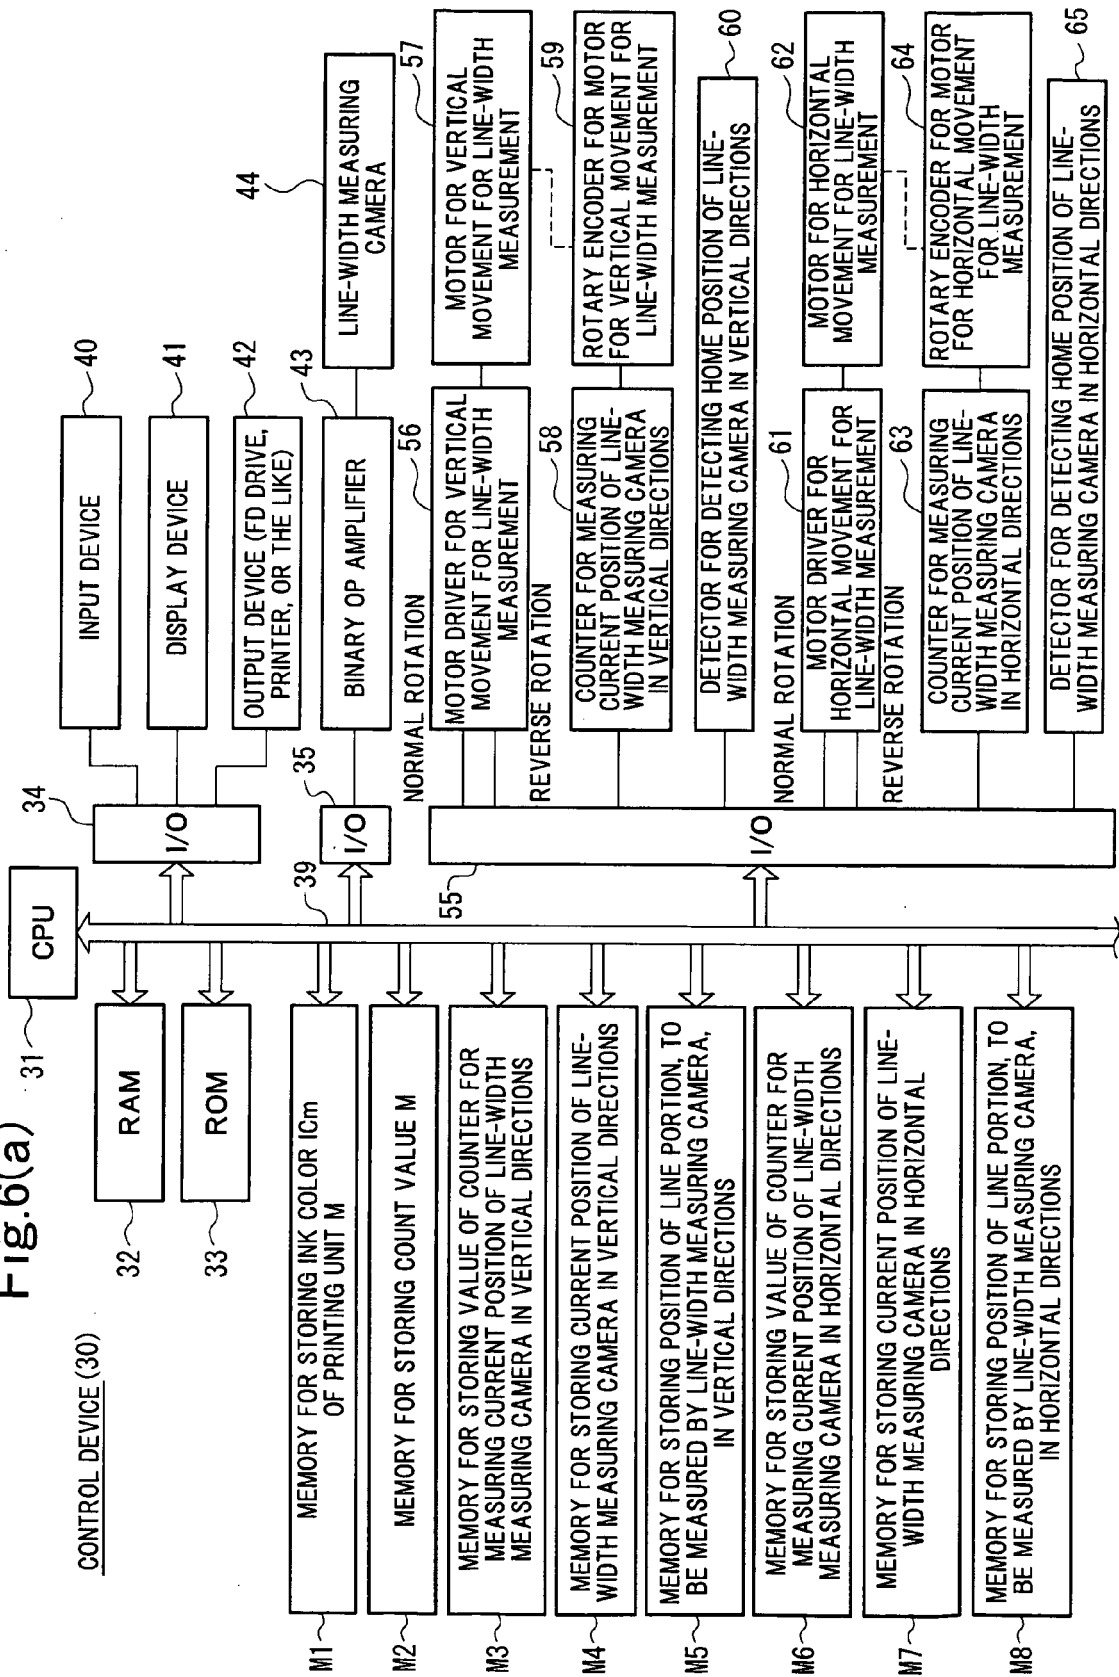 Fig.6(a)
CONTROL DEVICE (30)
31
CPU
32
RAM
33
ROM
39
M1
MEMORY FOR STORING INK COLOR ICm
OF PRINTING UNIT M
M2
MEMORY FOR STORING COUNT VALUE M
M3
MEMORY FOR STORING VALUE OF COUNTER FOR
MEASURING CURRENT POSITION OF LINE-WIDTH
MEASURING CAMERA IN VERTICAL DIRECTIONS
M4
MEMORY FOR STORING CURRENT POSITION OF LINE-
WIDTH MEASURING CAMERA IN VERTICAL DIRECTIONS
M5
MEMORY FOR STORING POSITION OF LINE PORTION, TO
BE MEASURED BY LINE-WIDTH MEASURING CAMERA,
IN VERTICAL DIRECTIONS
M6
MEMORY FOR STORING VALUE OF COUNTER FOR
MEASURING CURRENT POSITION OF LINE-WIDTH
MEASURING CAMERA IN HORIZONTAL DIRECTIONS
M7
MEMORY FOR STORING CURRENT POSITION OF LINE-
WIDTH MEASURING CAMERA IN HORIZONTAL
DIRECTIONS
M8
MEMORY FOR STORING POSITION OF LINE PORTION, TO
BE MEASURED BY LINE-WIDTH MEASURING CAMERA,
IN HORIZONTAL DIRECTIONS
34
I/O
INPUT DEVICE
40
DISPLAY DEVICE
41
OUTPUT DEVICE (FD DRIVE,
PRINTER, OR THE LIKE)
42
35
I/O
BINARY OP AMPLIFIER
43
LINE-WIDTH MEASURING
CAMERA
44
55
I/O
NORMAL ROTATION
REVERSE ROTATION
MOTOR DRIVER FOR VERTICAL
MOVEMENT FOR LINE-WIDTH
MEASUREMENT
56
MOTOR FOR VERTICAL
MOVEMENT FOR LINE-WIDTH
MEASUREMENT
57
COUNTER FOR MEASURING
CURRENT POSITION OF LINE-
WIDTH MEASURING CAMERA
IN VERTICAL DIRECTIONS
58
ROTARY ENCODER FOR MOTOR
FOR VERTICAL MOVEMENT FOR
LINE-WIDTH MEASUREMENT
59
DETECTOR FOR DETECTING HOME POSITION OF LINE-
WIDTH MEASURING CAMERA IN VERTICAL DIRECTIONS
60
NORMAL ROTATION
REVERSE ROTATION
MOTOR DRIVER FOR
HORIZONTAL MOVEMENT FOR
LINE-WIDTH MEASUREMENT
61
MOTOR FOR HORIZONTAL
MOVEMENT FOR LINE-WIDTH
MEASUREMENT
62
COUNTER FOR MEASURING
CURRENT POSITION OF LINE-
WIDTH MEASURING CAMERA
IN HORIZONTAL DIRECTIONS
63
ROTARY ENCODER FOR MOTOR
FOR HORIZONTAL MOVEMENT
FOR LINE-WIDTH
MEASUREMENT
64
DETECTOR FOR DETECTING HOME POSITION OF LINE-
WIDTH MEASURING CAMERA IN HORIZONTAL DIRECTIONS
65